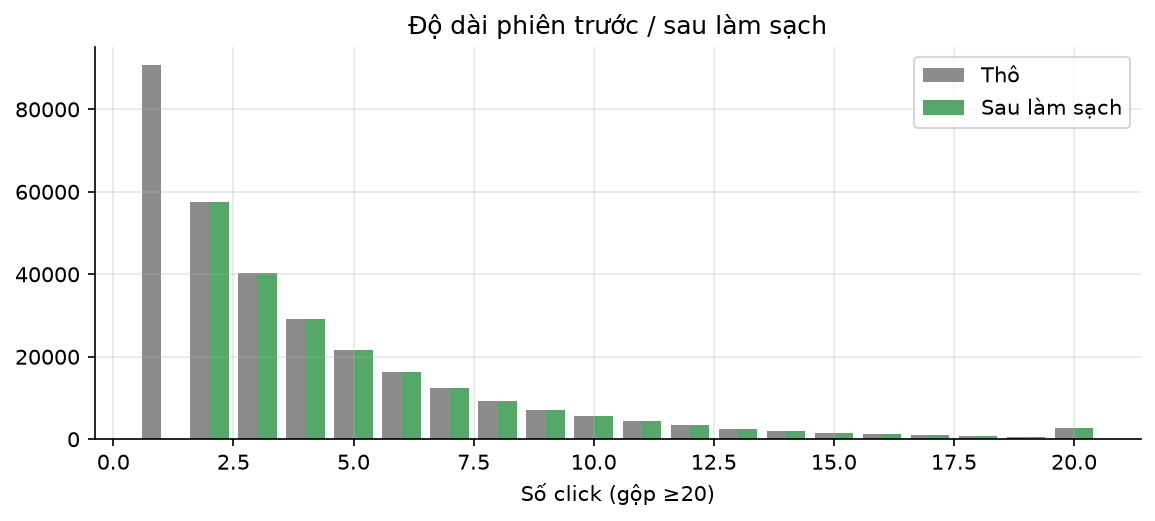 Độ dài phiên trước / sau làm sạch
Thô
Sau làm sạch
80000
60000
40000
20000
0
0.0 2.5 5.0 7.5 10.0 12.5 15.0 17.5 20.0
Số click (gộp ≥20)